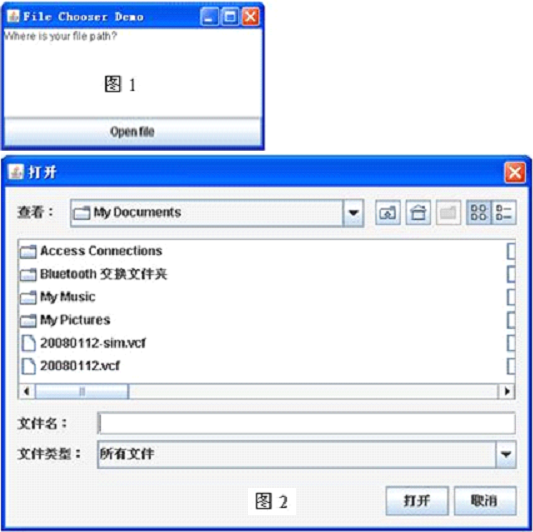 File Chooser Demo
Where is your file path?
图 1
Open file
打开
查看：
My Documents
Access Connections
Bluetooth 交换文件夹
My Music
My Pictures
20080112-sim.vcf
20080112.vcf
文件名：
文件类型：
所有文件
图 2
打开
取消